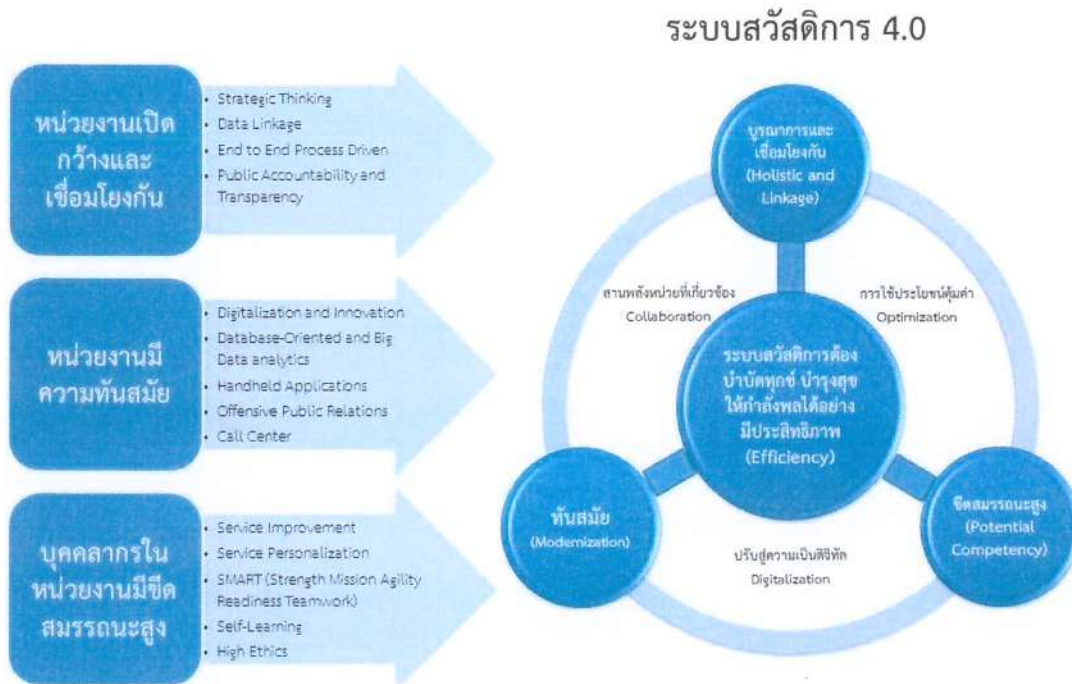 ระบบสวัสดิการ 4.0
หน่วยงานเปิด
กว้างและ
เชื่อมโยงกัน
• Strategic Thinking
• Data Linkage
• End to End Process Driven
• Public Accountability and
Transparency
หน่วยงานมี
ความทันสมัย
• Digitalization and Innovation
• Database-Oriented and Big
Data analytics
• Handheld Applications
• Offensive Public Relations
• Call Center
บุคคลากรใน
หน่วยงานมีขีด
สมรรถนะสูง
• Service Improvement
• Service Personalization
• SMART (Strength Mission Agility
Readiness Teamwork)
• Self-Learning
• High Ethics
บูรณาการและ
เชื่อมโยงกัน
(Holistic and
Linkage)
สานพลังหน่วยที่เกี่ยวข้อง
Collaboration
การใช้ประโยชน์คุ้มค่า
Optimization
ระบบสวัสดิการต้อง
บำบัดทุกข์ บำรุงสุข
ให้กำลังพลได้อย่าง
มีประสิทธิภาพ
(Efficiency)
ทันสมัย
(Modernization)
ขีดสมรรถนะสูง
(Potential
Competency)
ปรับสู่ความเป็นดิจิทัล
Digitalization